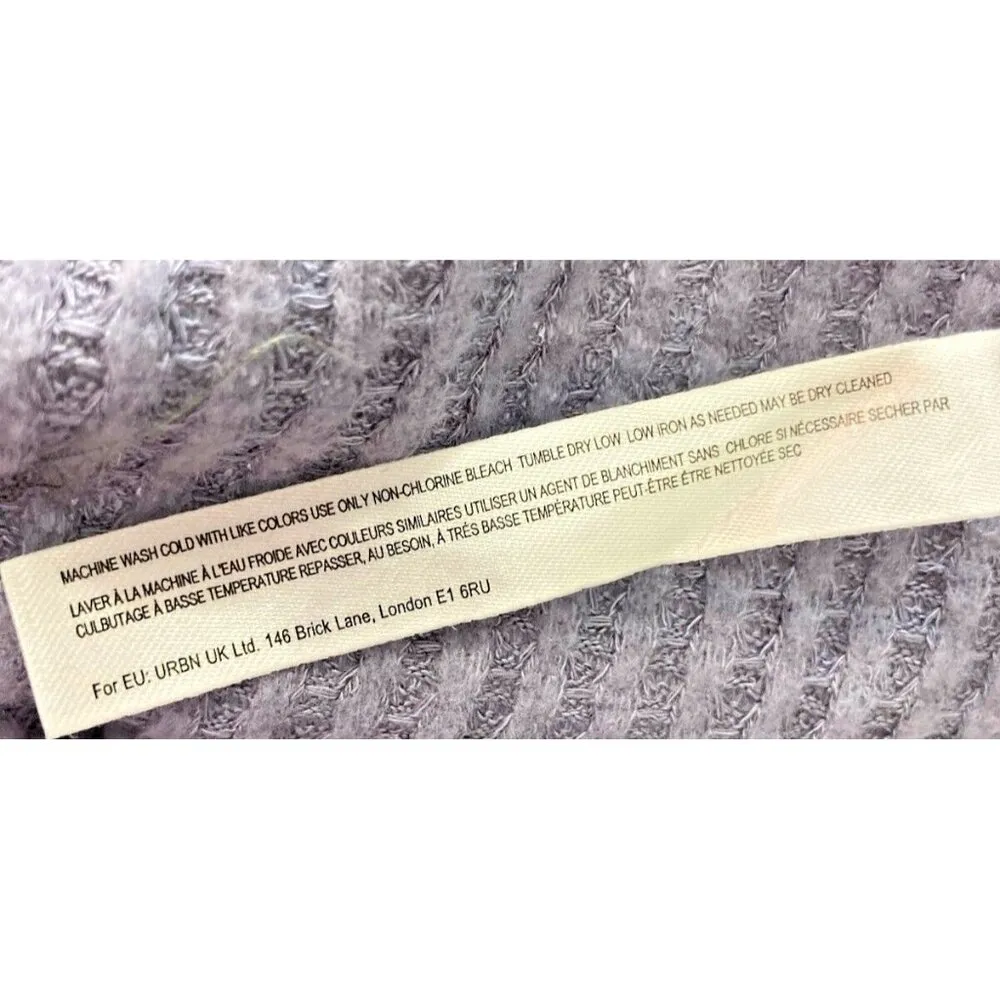 MACHINE WASH COLD WITH LIKE COLORS USE ONLY NON-CHLORINE BLEACH TUMBLE DRY LOW LOW IRON AS NEEDED MAY BE DRY CLEANED
LAVER À LA MACHINE À L'EAU FROIDE AVEC COULEURS SIMILAIRES UTILISER UN AGENT DE BLANCHIMENT SANS CHLORE SI NÉCESSAIRE SECHER PAR
CULBUTAGE À BASSE TEMPERATURE REPASSER, AU BESOIN, À TRÉS BASSE TEMPÉRATURE PEUT-ÊTRE ÊTRE NETTOYÉE SEC
For EU: URBN UK Ltd. 146 Brick Lane, London E1 6RU